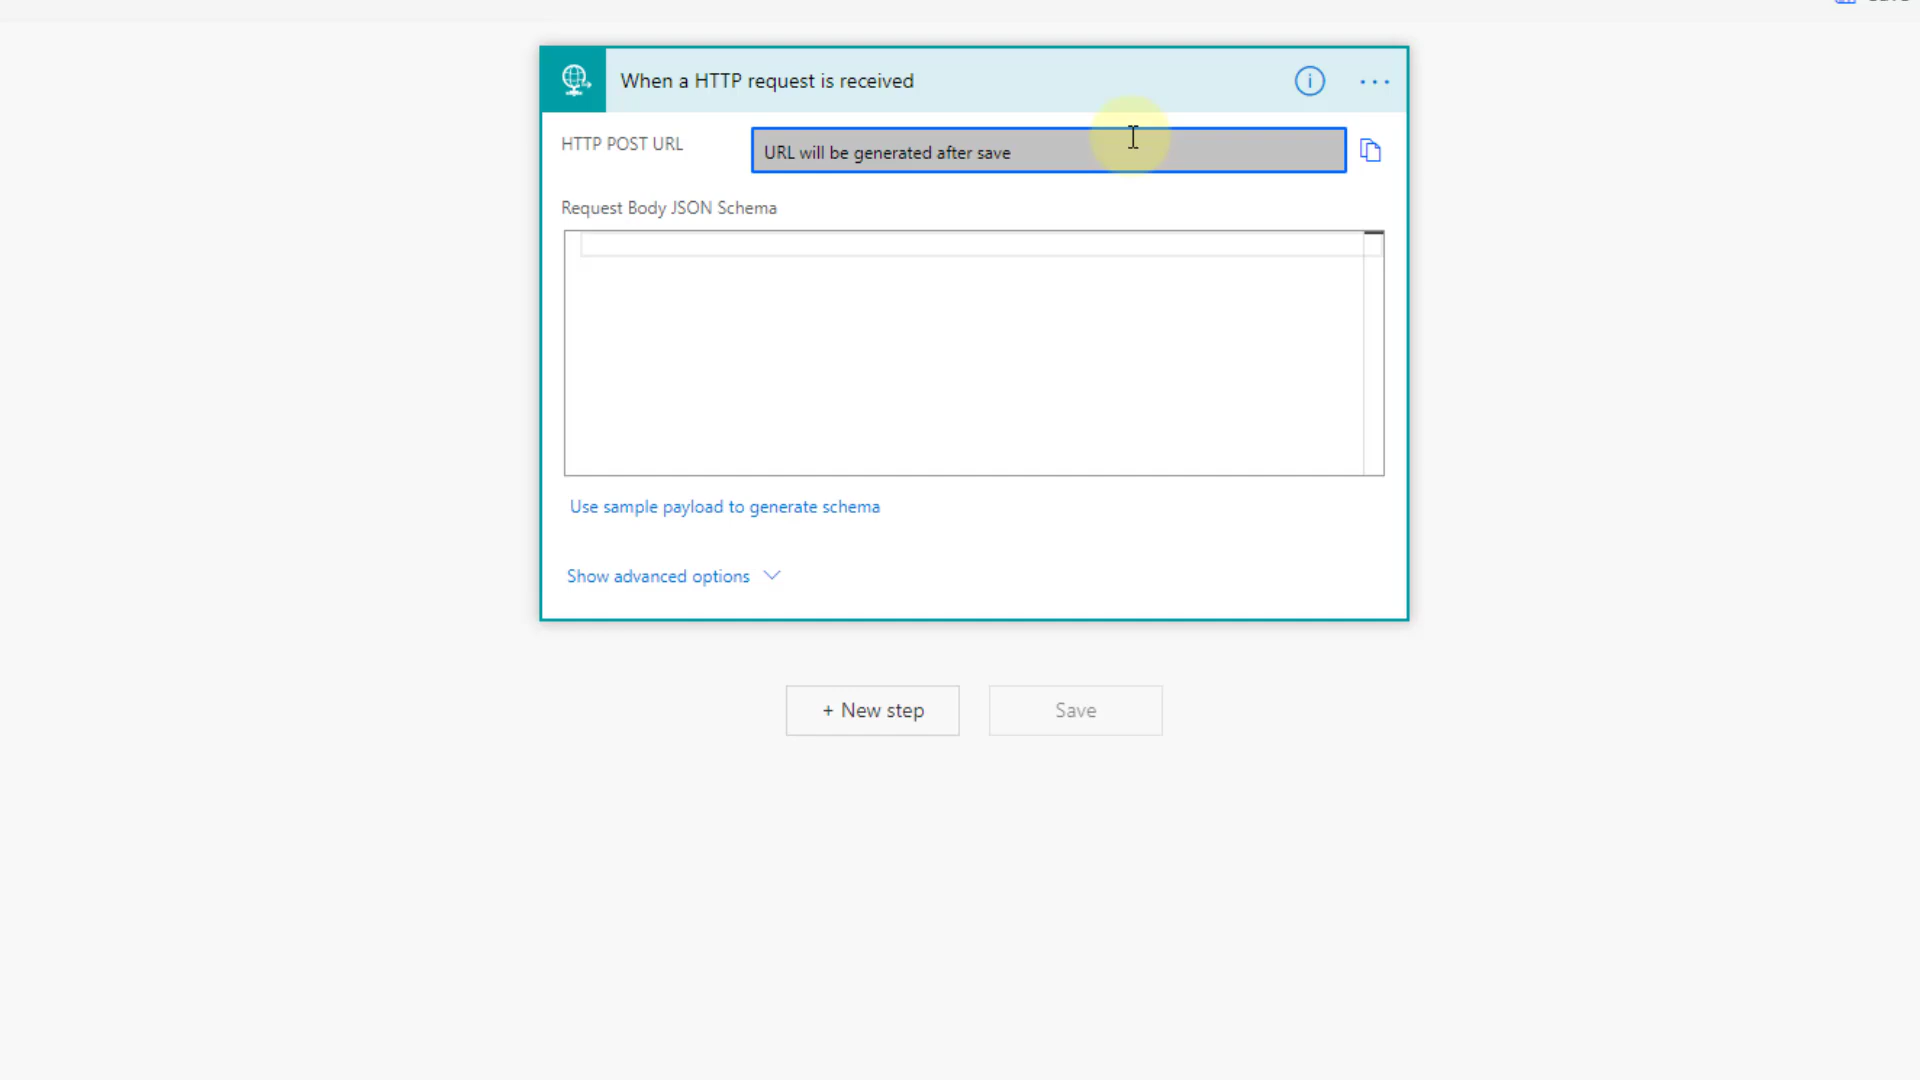 When a HTTP request is received
HTTP POST URL
URL will be generated after save
Request Body JSON Schema
Use sample payload to generate schema
Show advanced options
+ New step
Save